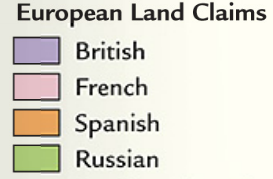 European Land Claims
British
French
Spanish
Russian